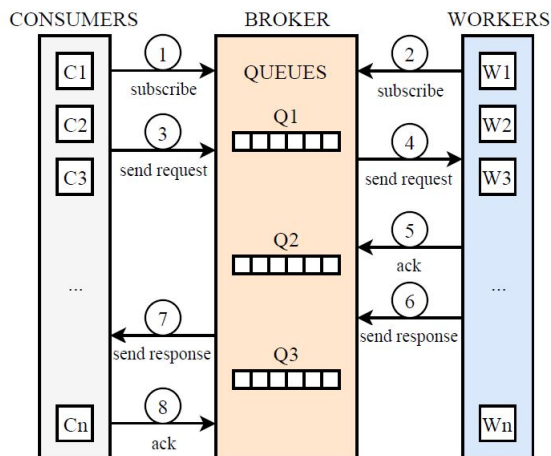 CONSUMERS BROKER WORKERS
C1 1 QUEUES 2 W1
subscribe subscribe
C2 Q1 W2
3 4
send request send request
C3 W3
5
Q2 ack
... ...
7 6
send response send response
Q3
8
Cn Wn
ack